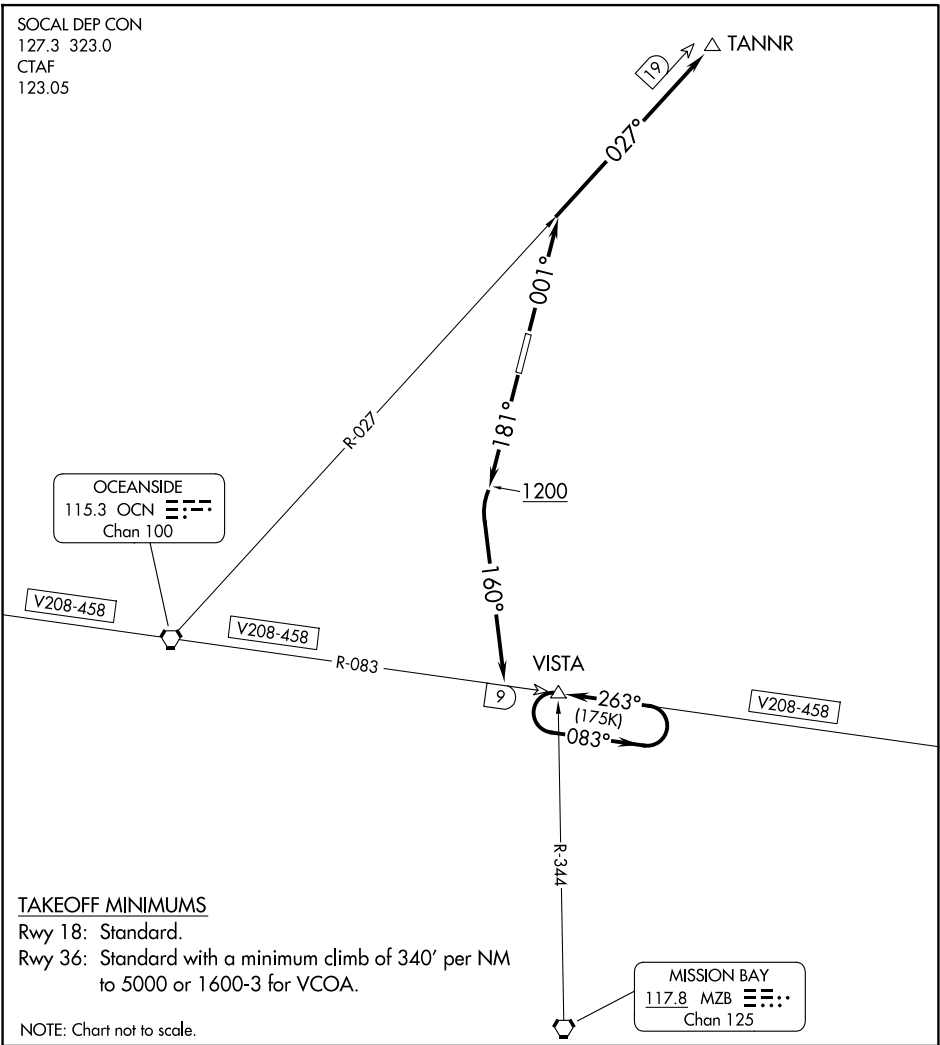 SOCAL DEP CON
127.3 323.0
CTAF
123.05
TANNR
19
027°
001°
R-027
181°
1200
OCEANSIDE
115.3 OCN
Chan 100
160°
V208-458
V208-458
R-083
VISTA
9
263°
(175K)
083°
V208-458
R-344
TAKEOFF MINIMUMS
Rwy 18: Standard.
Rwy 36: Standard with a minimum climb of 340' per NM
to 5000 or 1600-3 for VCOA.
MISSION BAY
117.8 MZB
Chan 125
NOTE: Chart not to scale.